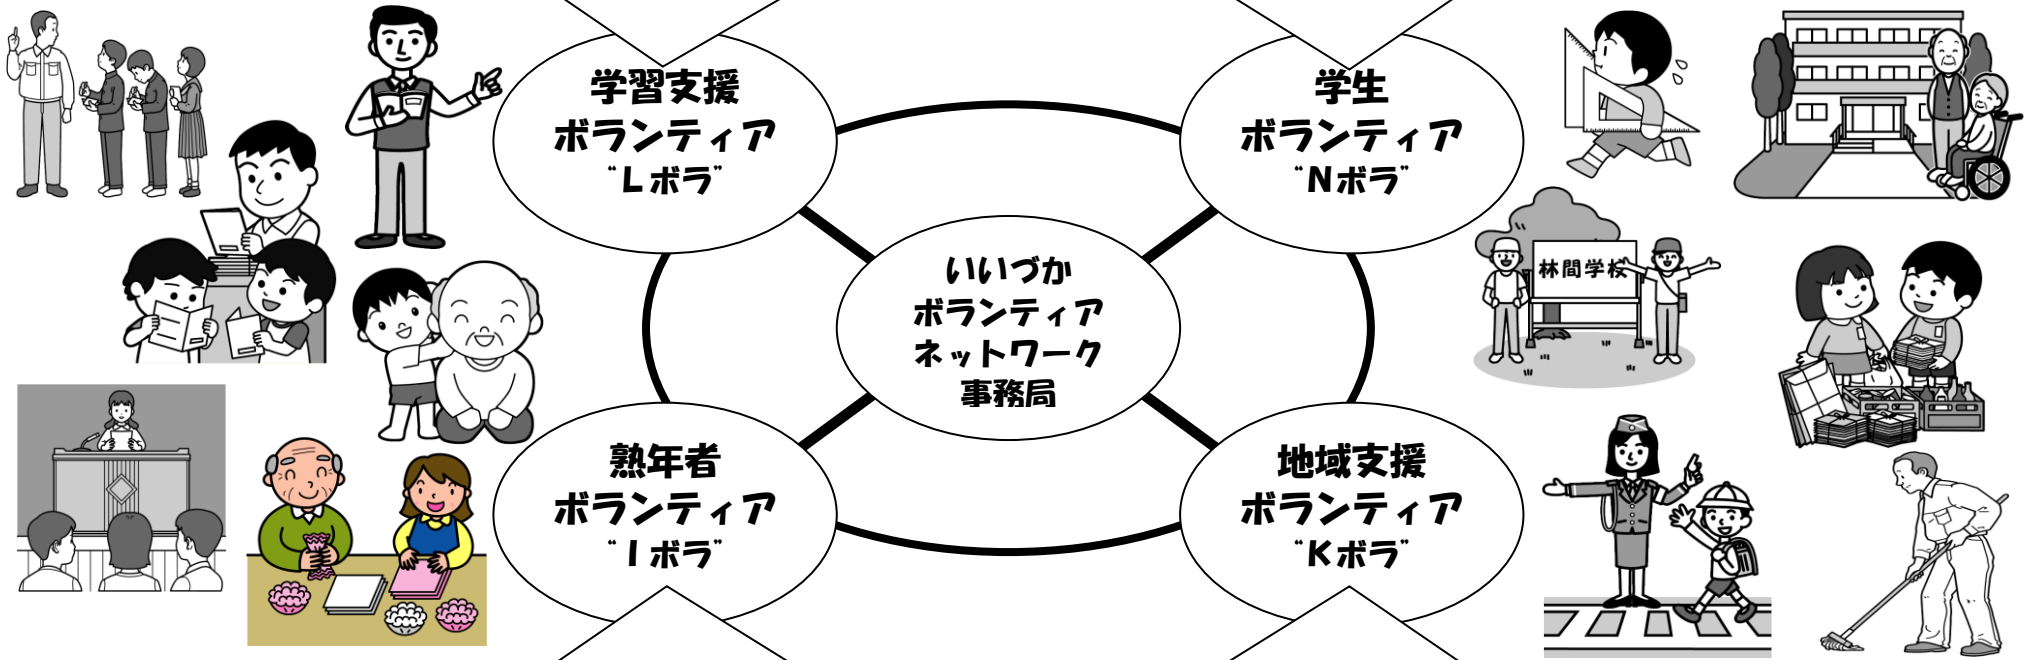 学習支援
ボランティア
“Lボラ”
学生
ボランティア
“Nボラ”
いいづか
ボランティア
ネットワーク
事務局
林間学校
熟年者
ボランティア
“Iボラ”
地域支援
ボランティア
“Kボラ”